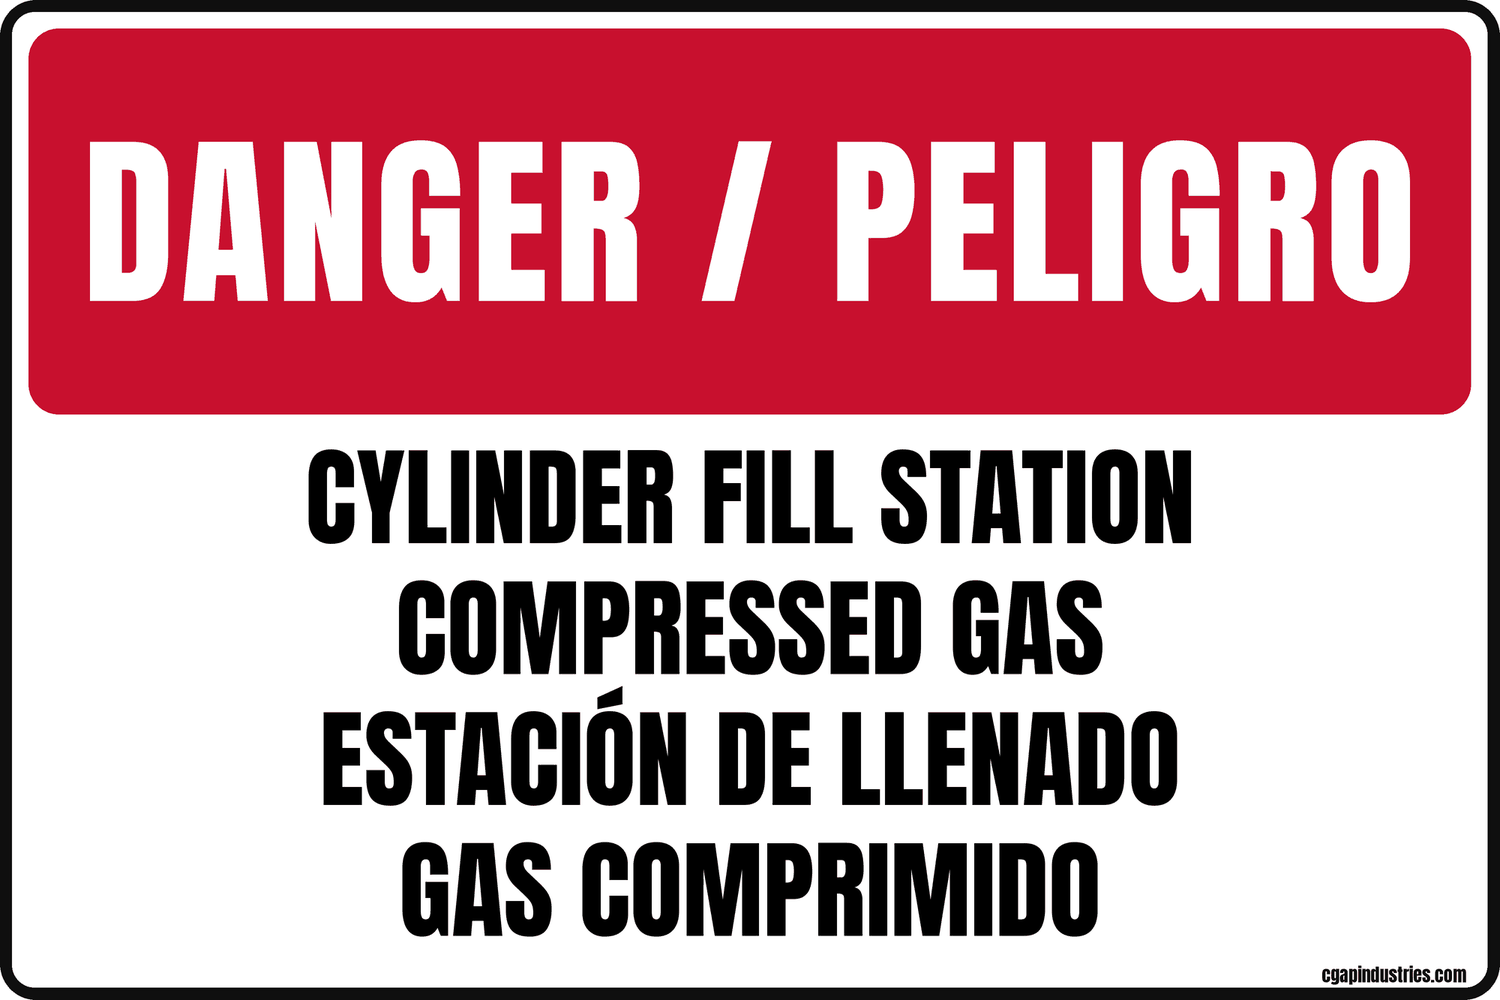 DANGER / PELIGRO
CYLINDER FILL STATION
COMPRESSED GAS
ESTACIÓN DE LLENADO
GAS COMPRIMIDO
cgapindustries.com